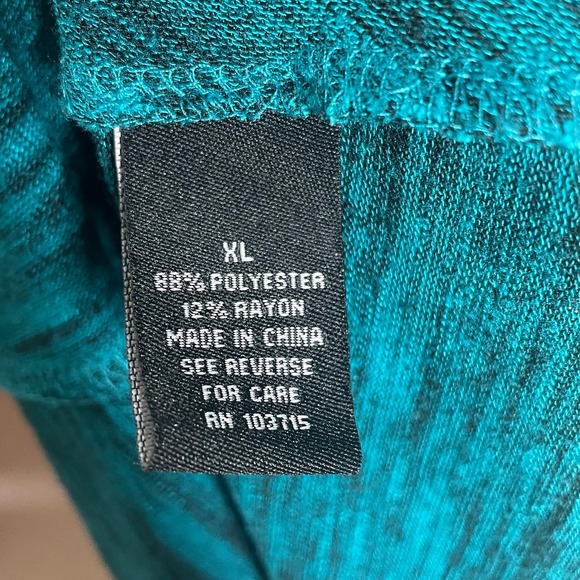 XL
88% POLYESTER
12% RAYON
MADE IN CHINA
SEE REVERSE
FOR CARE
RN 103715